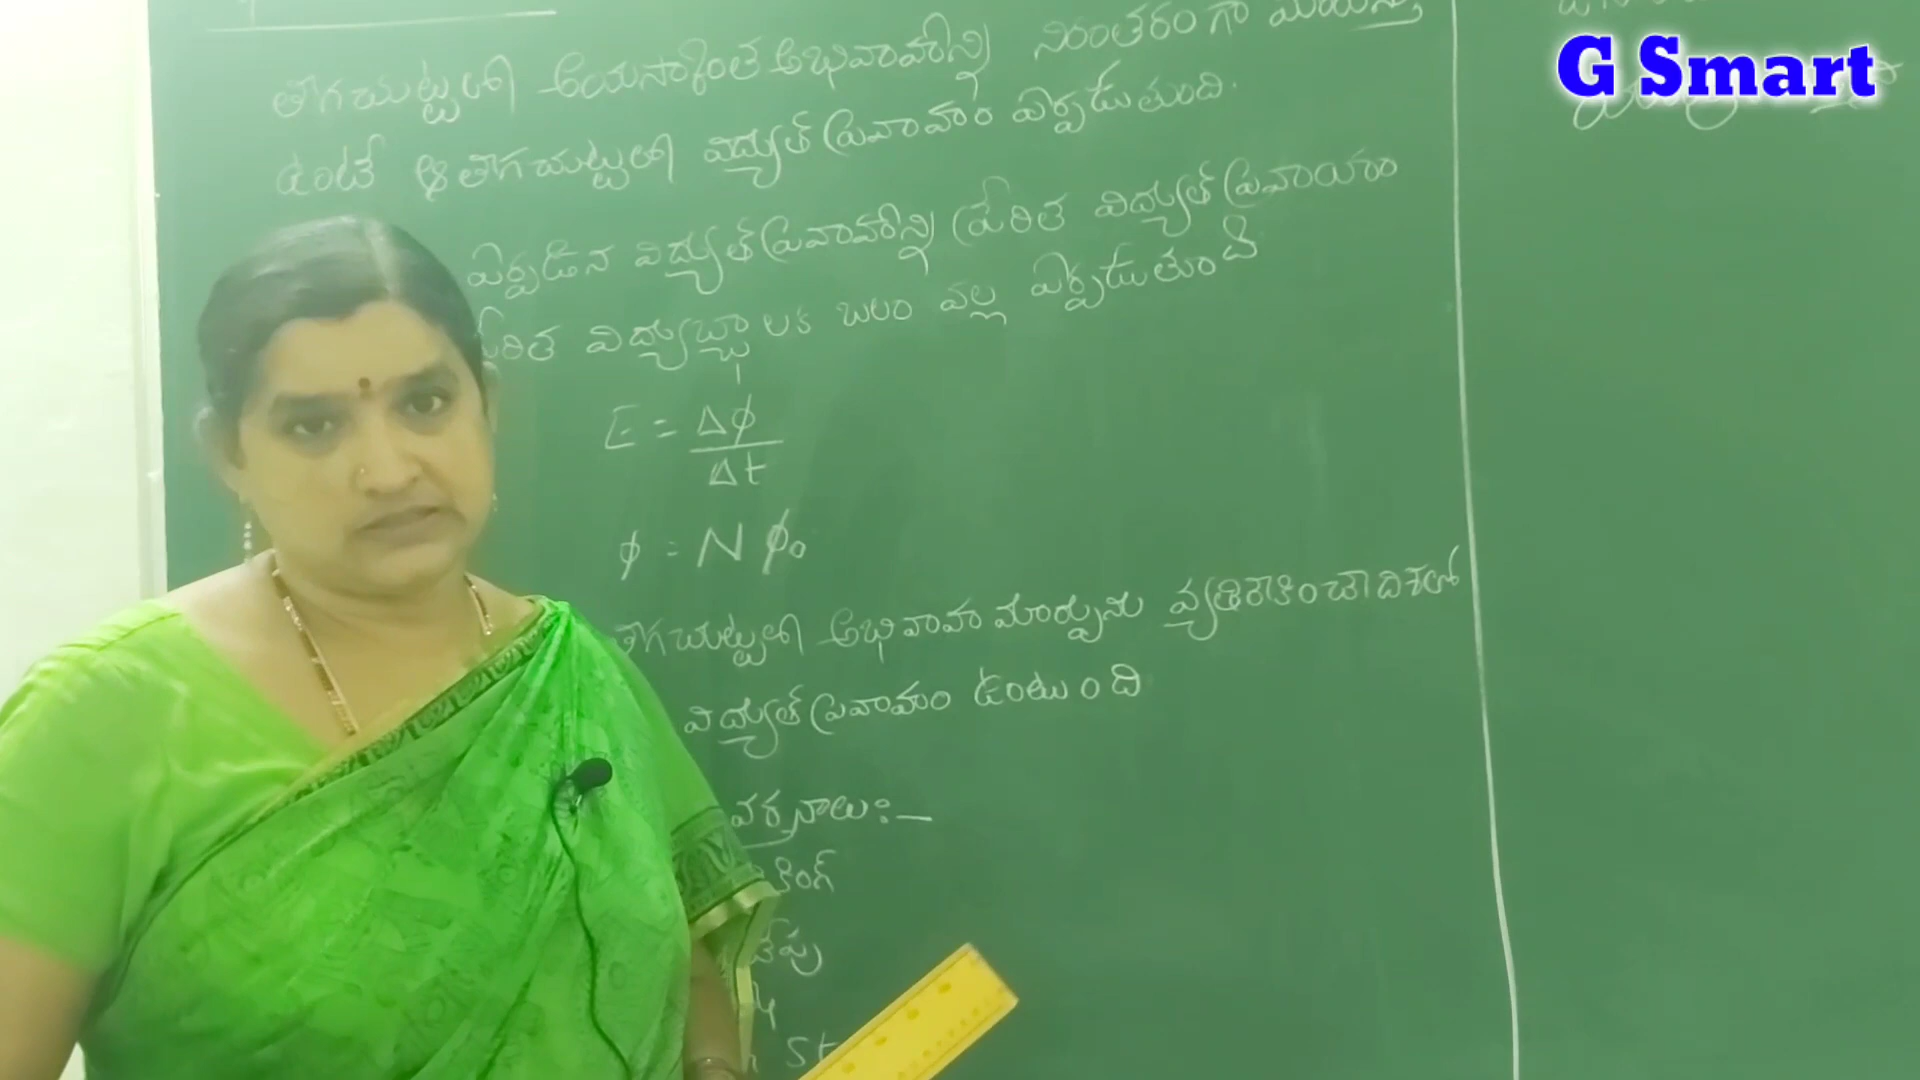 తీగచుట్టలో అయస్కాంత అభివాహాన్ని నిరంతరంగా
G Smart
ఉంటే ఆ తీగచుట్టలో విద్యుత్ ప్రవాహం ఏర్పడుతుంది.
ఏర్పడిన విద్యుత్ ప్రవాహాన్ని ప్రేరిత విద్యుత్ ప్రవాహం
ప్రేరిత విద్యుచ్ఛాలక బలం వల్ల ఏర్పడుతుంది
E = Δϕ / Δt
ϕ = N ϕ₀
తీగచుట్టలో అభివాహ మార్పును వ్యతిరేకించే దిశలో
విద్యుత్ ప్రవాహం ఉంటుంది
వర్తనాలు:—
కింగ్
టేపు